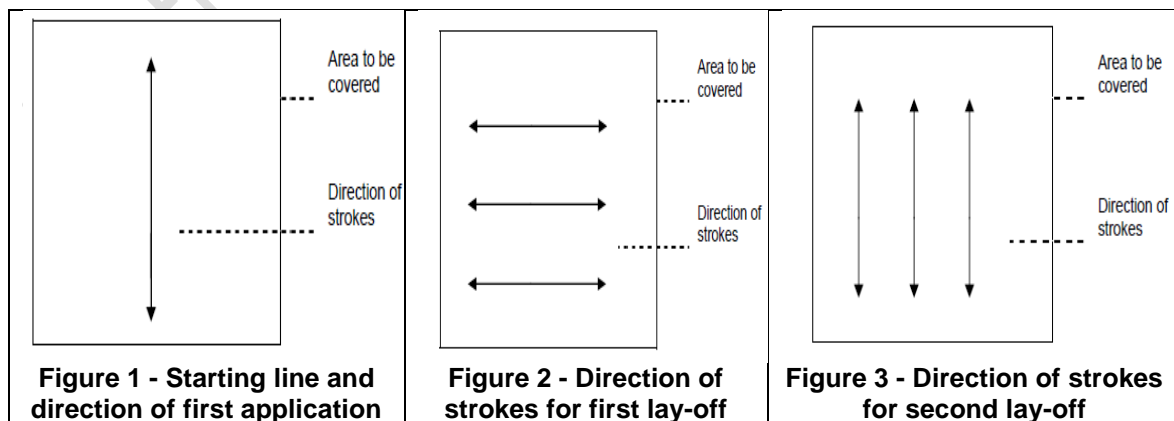 Area to be
covered
Direction of
strokes
Figure 1 - Starting line and
direction of first application
Area to be
covered
Direction of
strokes
Figure 2 - Direction of
strokes for first lay-off
Area to be
covered
Direction of
strokes
Figure 3 - Direction of strokes
for second lay-off